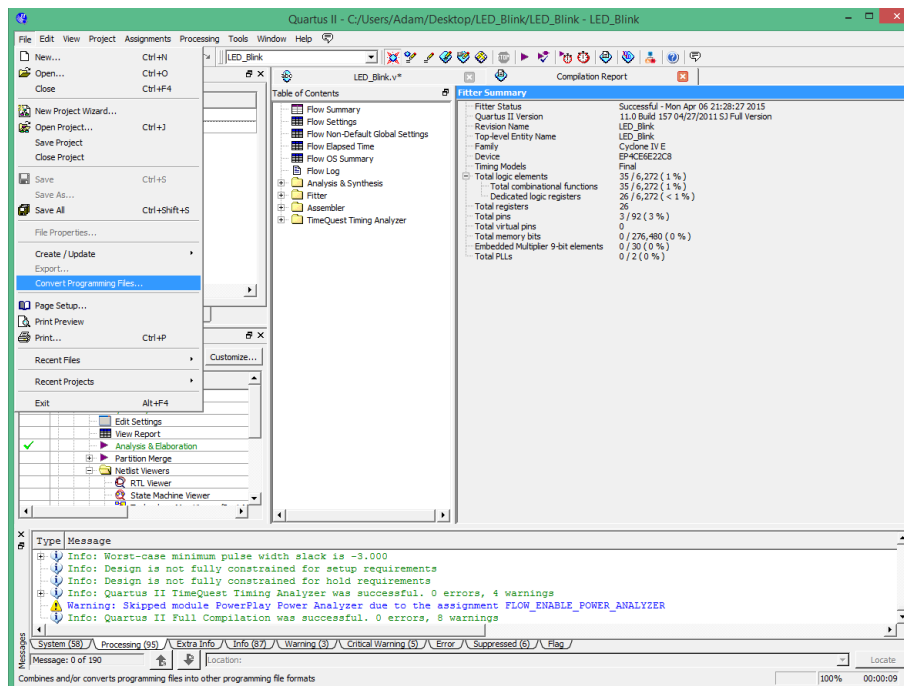 Quartus II - C:/Users/Adam/Desktop/LED_Blink/LED_Blink - LED_Blink
File Edit View Project Assignments Processing Tools Window Help
New... Ctrl+N
Open... Ctrl+O
Close Ctrl+F4
New Project Wizard...
Open Project... Ctrl+J
Save Project
Close Project
Save Ctrl+S
Save As...
Save All Ctrl+Shift+S
File Properties...
Create / Update
Export...
Convert Programming Files...
Page Setup...
Print Preview
Print... Ctrl+P
Recent Files
Recent Projects
Exit Alt+F4
LED_Blink
Customize...
Edit Settings
View Report
Analysis & Elaboration
Partition Merge
Netlist Viewers
RTL Viewer
State Machine Viewer
LED_Blink.v*
Compilation Report
Table of Contents
Flow Summary
Flow Settings
Flow Non-Default Global Settings
Flow Elapsed Time
Flow OS Summary
Flow Log
Analysis & Synthesis
Fitter
Assembler
TimeQuest Timing Analyzer
Fitter Summary
Fitter Status Successful - Mon Apr 06 21:28:27 2015
Quartus II Version 11.0 Build 157 04/27/2011 SJ Full Version
Revision Name LED_Blink
Top-level Entity Name LED_Blink
Family Cyclone IV E
Device EP4CE6E22C8
Timing Models Final
Total logic elements 35 / 6,272 ( 1 % )
Total combinational functions 35 / 6,272 ( 1 % )
Dedicated logic registers 26 / 6,272 ( < 1 % )
Total registers 26
Total pins 3 / 92 ( 3 % )
Total virtual pins 0
Total memory bits 0 / 276,480 ( 0 % )
Embedded Multiplier 9-bit elements 0 / 30 ( 0 % )
Total PLLs 0 / 2 ( 0 % )
Type Message
Info: Worst-case minimum pulse width slack is -3.000
Info: Design is not fully constrained for setup requirements
Info: Design is not fully constrained for hold requirements
Info: Quartus II TimeQuest Timing Analyzer was successful. 0 errors, 4 warnings
Warning: Skipped module PowerPlay Power Analyzer due to the assignment FLOW_ENABLE_POWER_ANALYZER
Info: Quartus II Full Compilation was successful. 0 errors, 8 warnings
System (58) Processing (95) Extra Info Info (87) Warning (3) Critical Warning (5) Error Suppressed (6) Flag
Messages
Message: 0 of 190
Location:
Locate
Combines and/or converts programming files into other programming file formats
100% 00:00:09